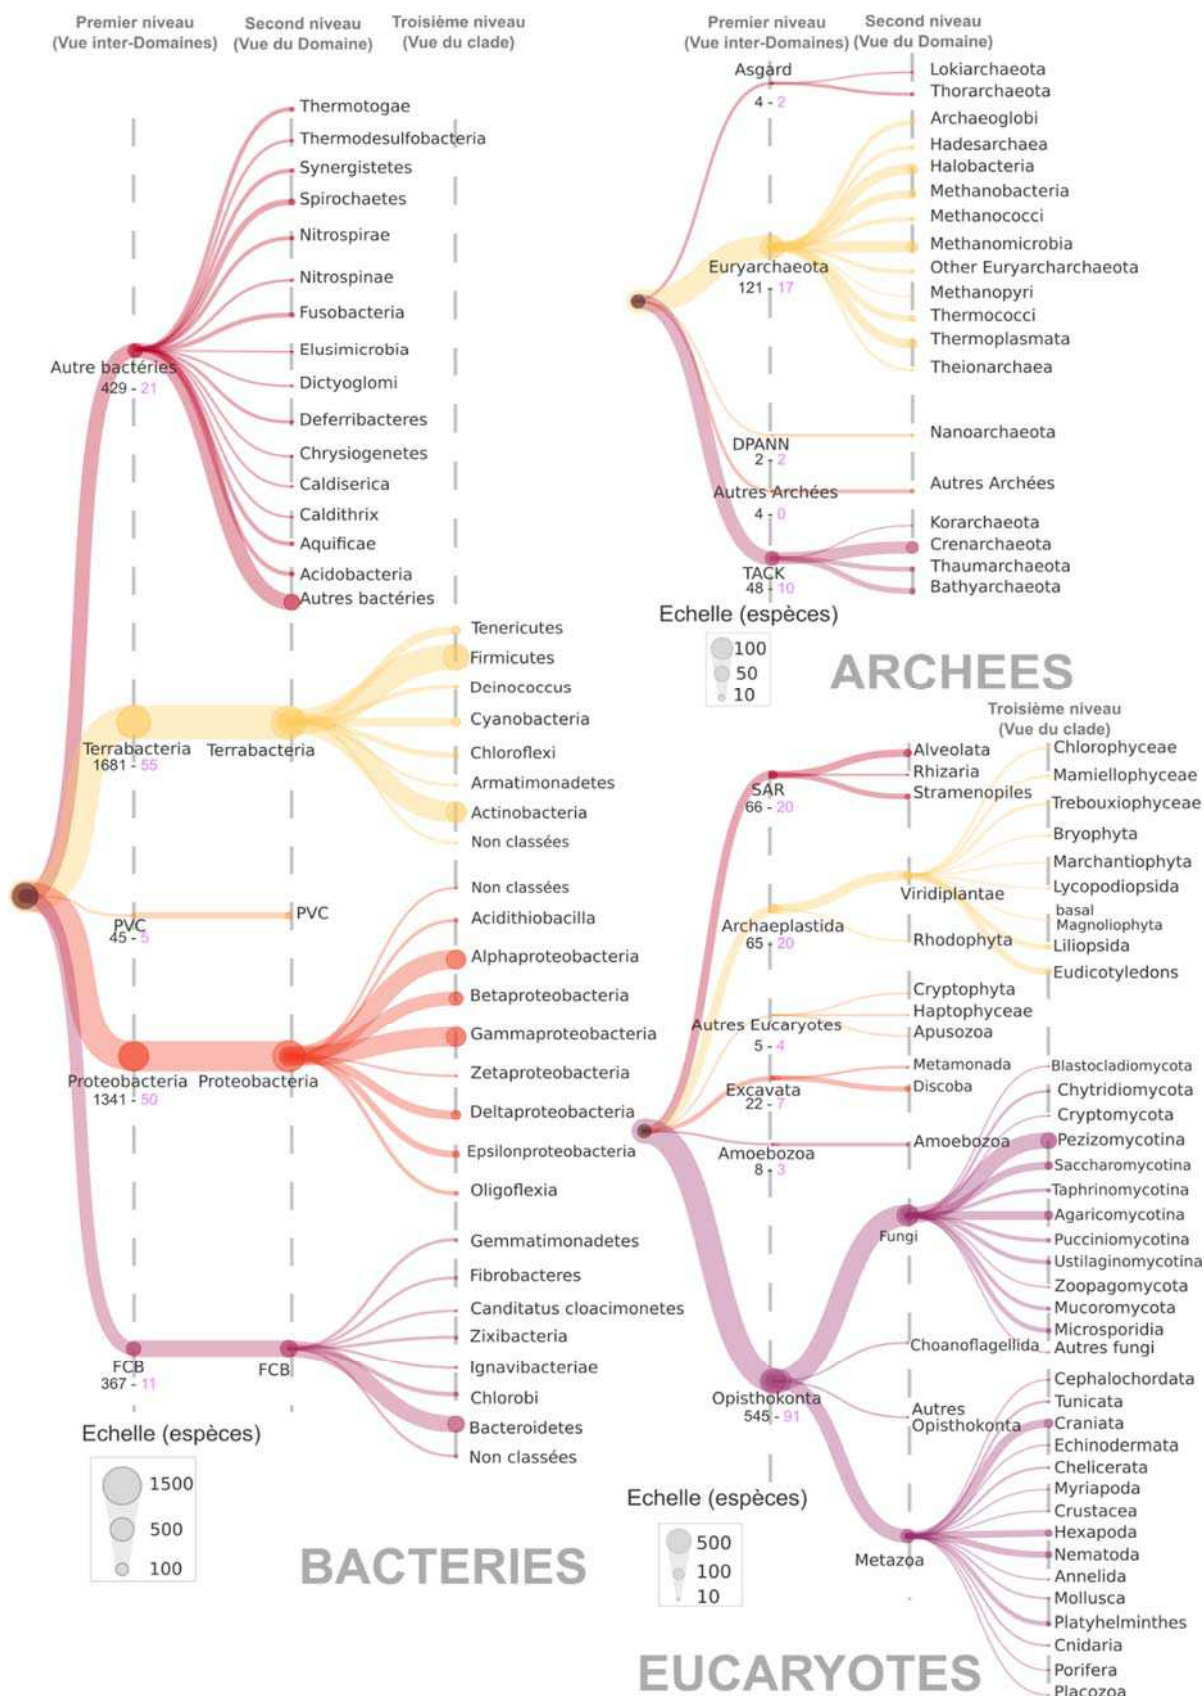 Premier niveau
(Vue inter-Domaines)
Second niveau
(Vue du Domaine)
Troisième niveau
(Vue du clade)
Thermotogae
Thermodesulfobacteria
Synergistetes
Spirochaetes
Nitrospirae
Nitrospinae
Fusobacteria
Elusimicrobia
Autre bactéries
429 - 21
Dictyoglomi
Deferribacteres
Chrysiogenetes
Caldiserica
Caldithrix
Aquificae
Acidobacteria
Autres bactéries
Tenericutes
Firmicutes
Deinococcus
Cyanobacteria
Terrabacteria
1681 - 55
Terrabacteria
Chloroflexi
Armatimonadetes
Actinobacteria
Non classées
Non classées
PVC
45 - 5
PVC
Acidithiobacilla
Alphaproteobacteria
Betaproteobacteria
Gammaproteobacteria
Proteobacteria
1341 - 50
Proteobacteria
Zetaproteobacteria
Deltaproteobacteria
Epsilonproteobacteria
Oligoflexia
Gemmatimonadetes
Fibrobacteres
Canditatus cloacimonetes
Zixibacteria
FCB
367 - 11
FCB
Ignavibacteriae
Chlorobi
Bacteroidetes
Non classées
Echelle (espèces)
1500
500
100
BACTERIES
Premier niveau
(Vue inter-Domaines)
Second niveau
(Vue du Domaine)
Asgard
4 - 2
Lokiarchaeota
Thorarchaeota
Archaeoglobi
Hadesarchaea
Halobacteria
Methanobacteria
Methanococci
Methanomicrobia
Euryarchaeota
121 - 17
Other Euryarcharchaeota
Methanopyri
Thermococci
Thermoplasmata
Theionarchaea
DPANN
2 - 2
Nanoarchaeota
Autres Archées
4 - 0
Autres Archées
Korarchaeota
Crenarchaeota
TACK
48 - 10
Thaumarchaeota
Bathyarchaeota
Echelle (espèces)
100
50
10
ARCHEES
Troisième niveau
(Vue du clade)
SAR
66 - 20
Alveolata
Rhizaria
Stramenopiles
Chlorophyceae
Mamiellophyceae
Trebouxiophyceae
Bryophyta
Marchantiophyta
Viridiplantae
Lycopodiopsida
basal
Magnoliophyta
Liliopsida
Eudicotyledons
Archaeplastida
65 - 20
Rhodophyta
Cryptophyta
Haptophyceae
Autres Eucaryotes
5 - 4
Apusozoa
Metamonada
Excavata
22 - 7
Discoba
Amoebozoa
8 - 3
Amoebozoa
Blastocladiomycota
Chytridiomycota
Cryptomycota
Pezizomycotina
Saccharomycotina
Taphrinomycotina
Agaricomycotina
Fungi
Pucciniomycotina
Ustilaginomycotina
Zoopagomycota
Mucoromycota
Microsporidia
Autres fungi
Choanoflagellida
Opisthokonta
545 - 91
Autres
Opisthokonta
Cephalochordata
Tunicata
Craniata
Echinodermata
Chelicerata
Myriapoda
Crustacea
Hexapoda
Metazoa
Nematoda
Annelida
Mollusca
Platyhelminthes
Cnidaria
Porifera
Placozoa
Echelle (espèces)
500
100
10
EUCARYOTES